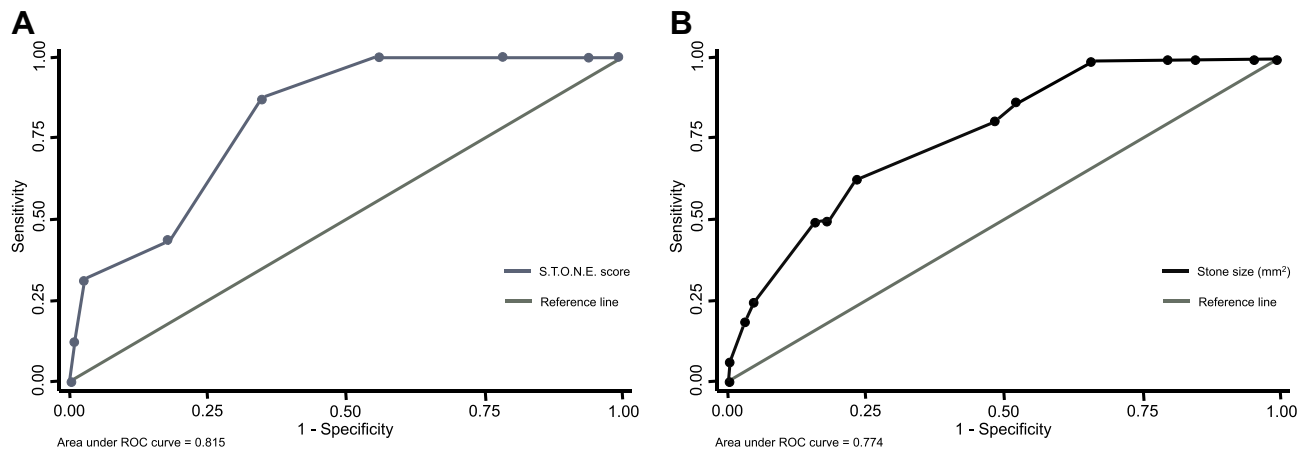 A
Sensitivity
1.00
0.75
0.50
0.25
0.00
S.T.O.N.E. score
Reference line
0.00 0.25 0.50 0.75 1.00
1 - Specificity
Area under ROC curve = 0.815
B
Sensitivity
1.00
0.75
0.50
0.25
0.00
Stone size (mm²)
Reference line
0.00 0.25 0.50 0.75 1.00
1 - Specificity
Area under ROC curve = 0.774